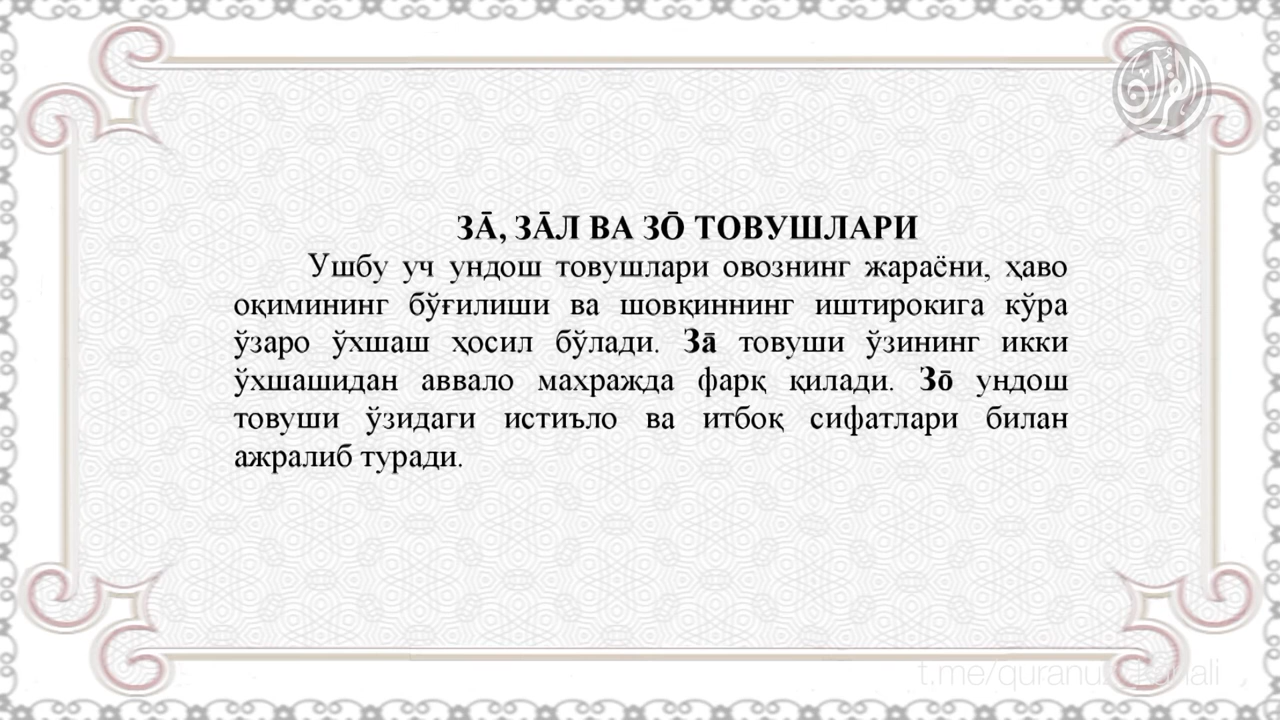 القرآن
ЗĀ, ЗĀЛ ВА ЗŌ ТОВУШЛАРИ
Ушбу уч ундош товушлари овознинг жараёни, ҳаво
оқимининг бўғилиши ва шовқиннинг иштирокига кўра
ўзаро ўхшаш ҳосил бўлади. Зā товуши ўзининг икки
ўхшашидан аввало махражда фарқ қилади. Зō ундош
товуши ўзидаги истиъло ва итбоқ сифатлари билан
ажралиб туради.